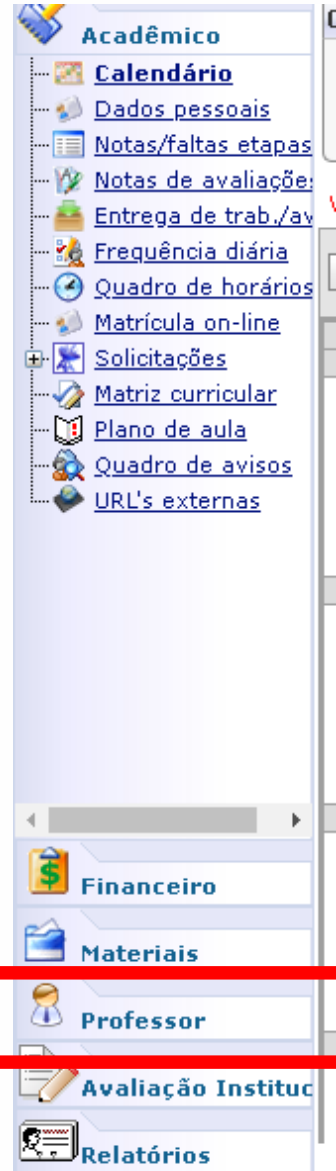 Acadêmico
Calendário
Dados pessoais
Notas/faltas etapas
Notas de avaliaçõe
Entrega de trab./av
Frequência diária
Quadro de horários
Matrícula on-line
Solicitações
Matriz curricular
Plano de aula
Quadro de avisos
URL's externas
Financeiro
Materiais
Professor
Avaliação Instituc
Relatórios